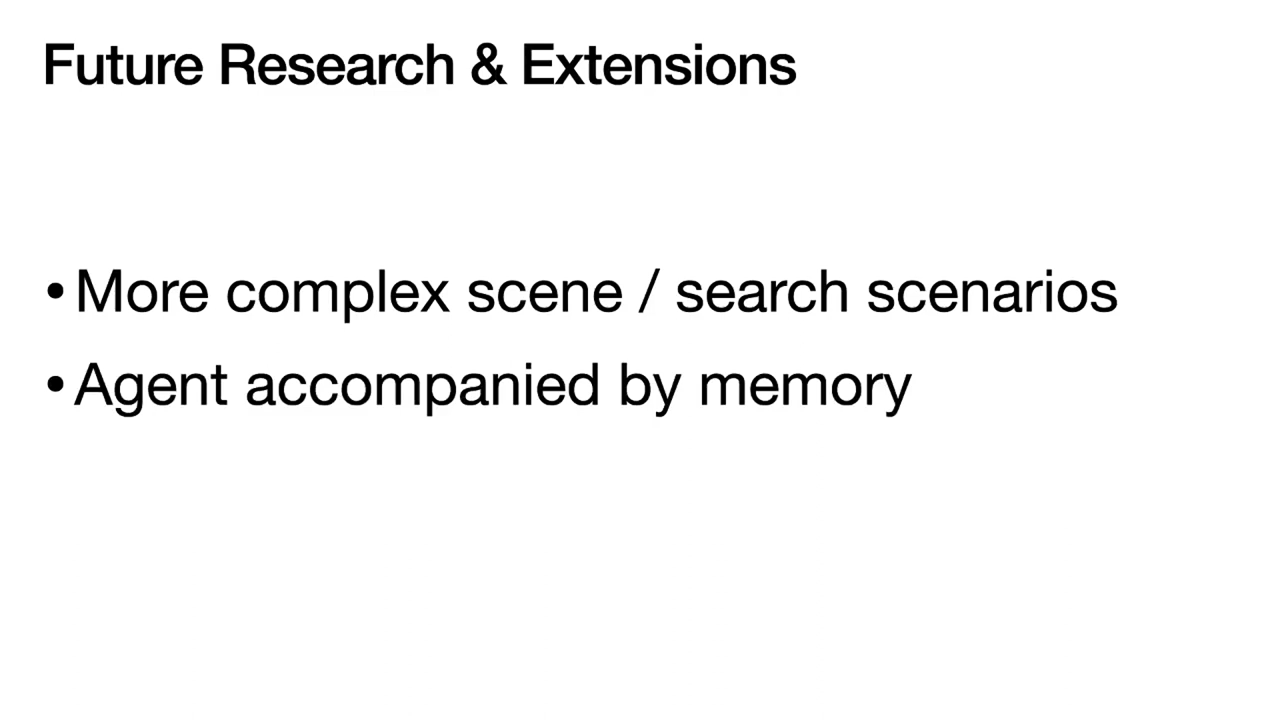 Future Research & Extensions
• More complex scene / search scenarios
• Agent accompanied by memory